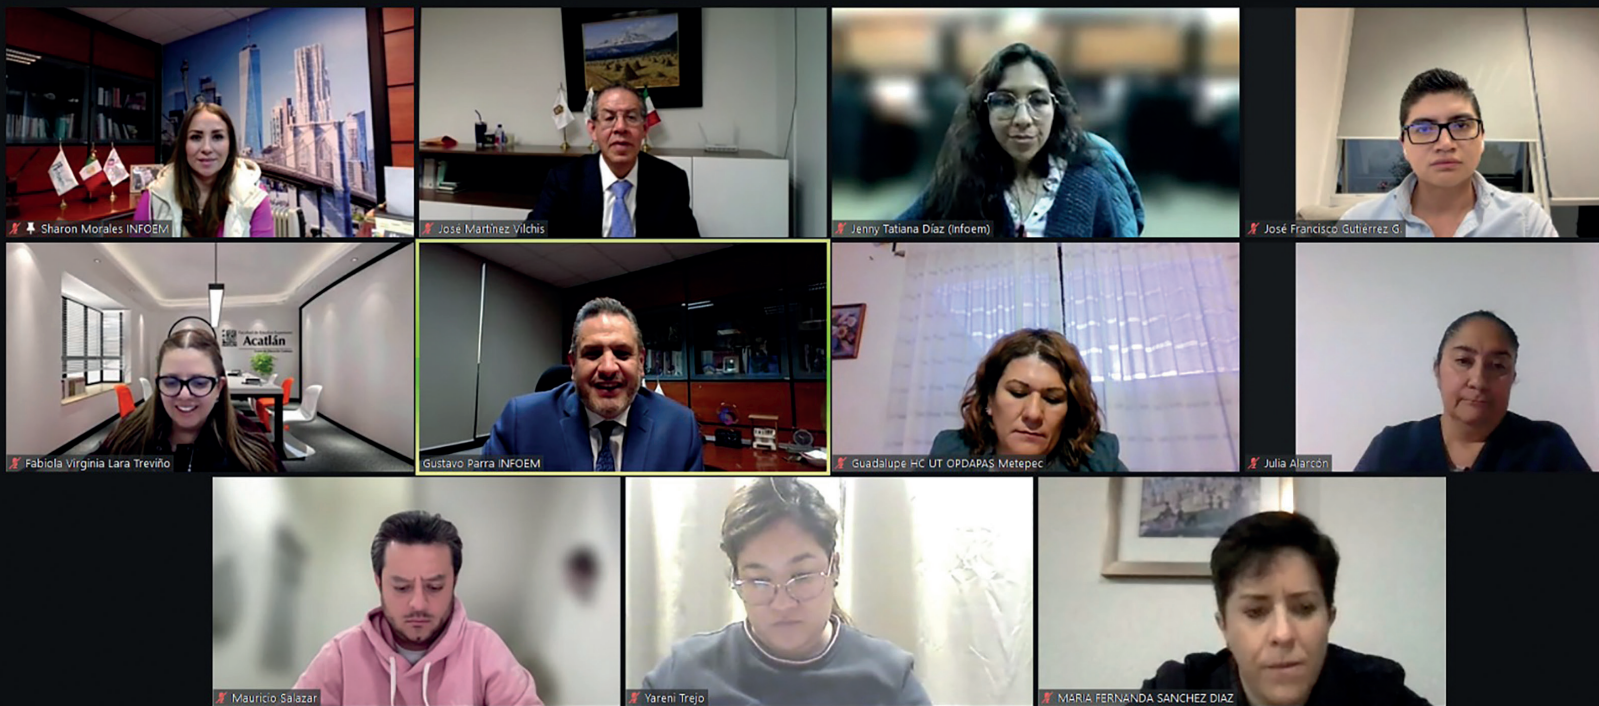 Sharon Morales INFOEM
José Martínez Vilchis
Jenny Tatiana Díaz (Infoem)
José Francisco Gutiérrez G.
Acatlán
Fabiola Virginia Lara Treviño
Gustavo Parra INFOEM
Guadalupe HC UT OPDAPAS Metepec
Julia Alarcón
Mauricio Salazar
Yareni Trejo
MARIA FERNANDA SANCHEZ DIAZ